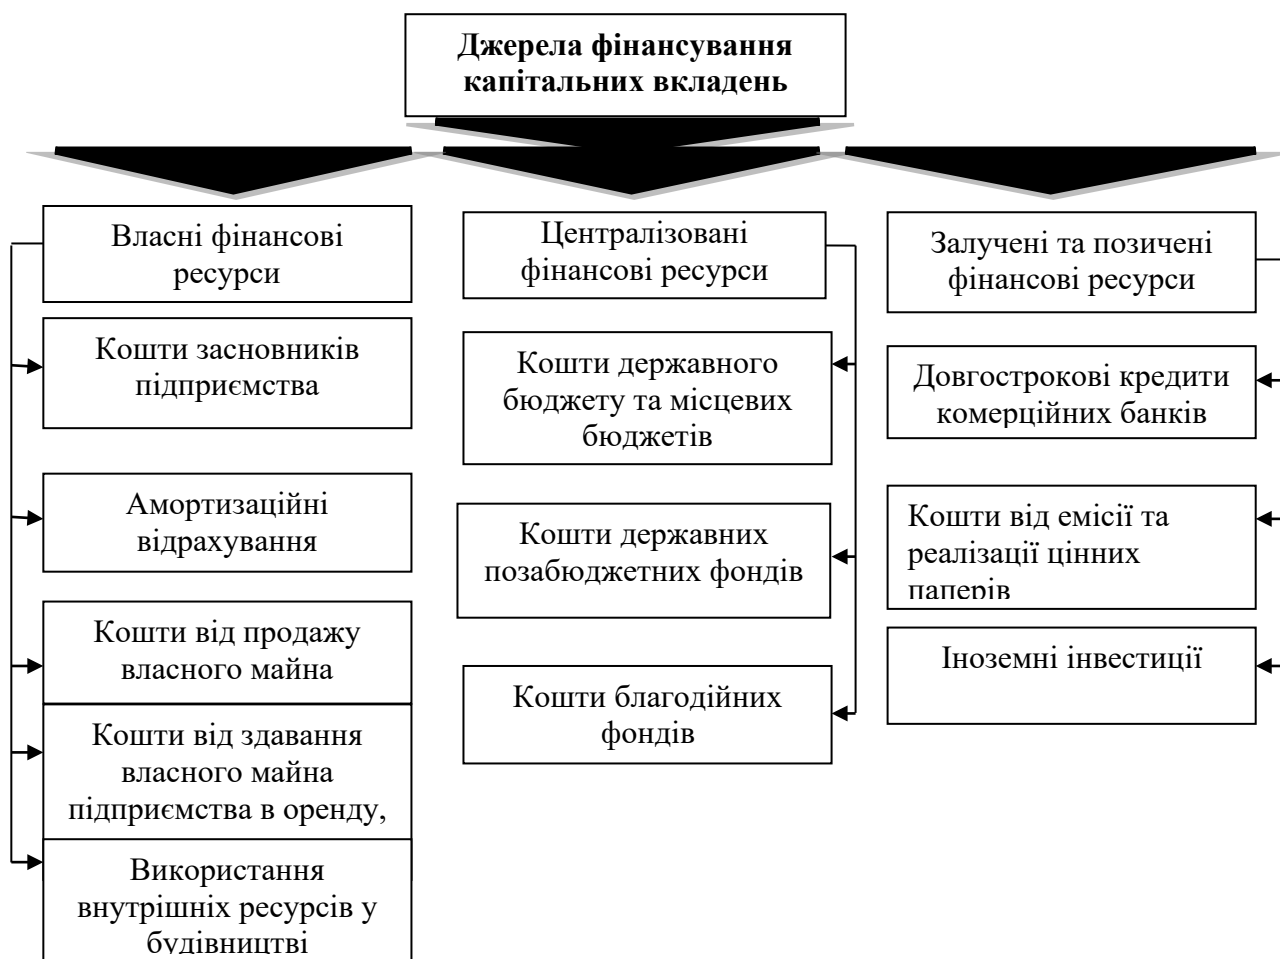 Джерела фінансування
капітальних вкладень
Власні фінансові
ресурси
Кошти засновників
підприємства
Амортизаційні
відрахування
Кошти від продажу
власного майна
Кошти від здавання
власного майна
підприємства в оренду,
Використання
внутрішніх ресурсів у
будівництві
Централізовані
фінансові ресурси
Кошти державного
бюджету та місцевих
бюджетів
Кошти державних
позабюджетних фондів
Кошти благодійних
фондів
Залучені та позичені
фінансові ресурси
Довгострокові кредити
комерційних банків
Кошти від емісії та
реалізації цінних
паперів
Іноземні інвестиції